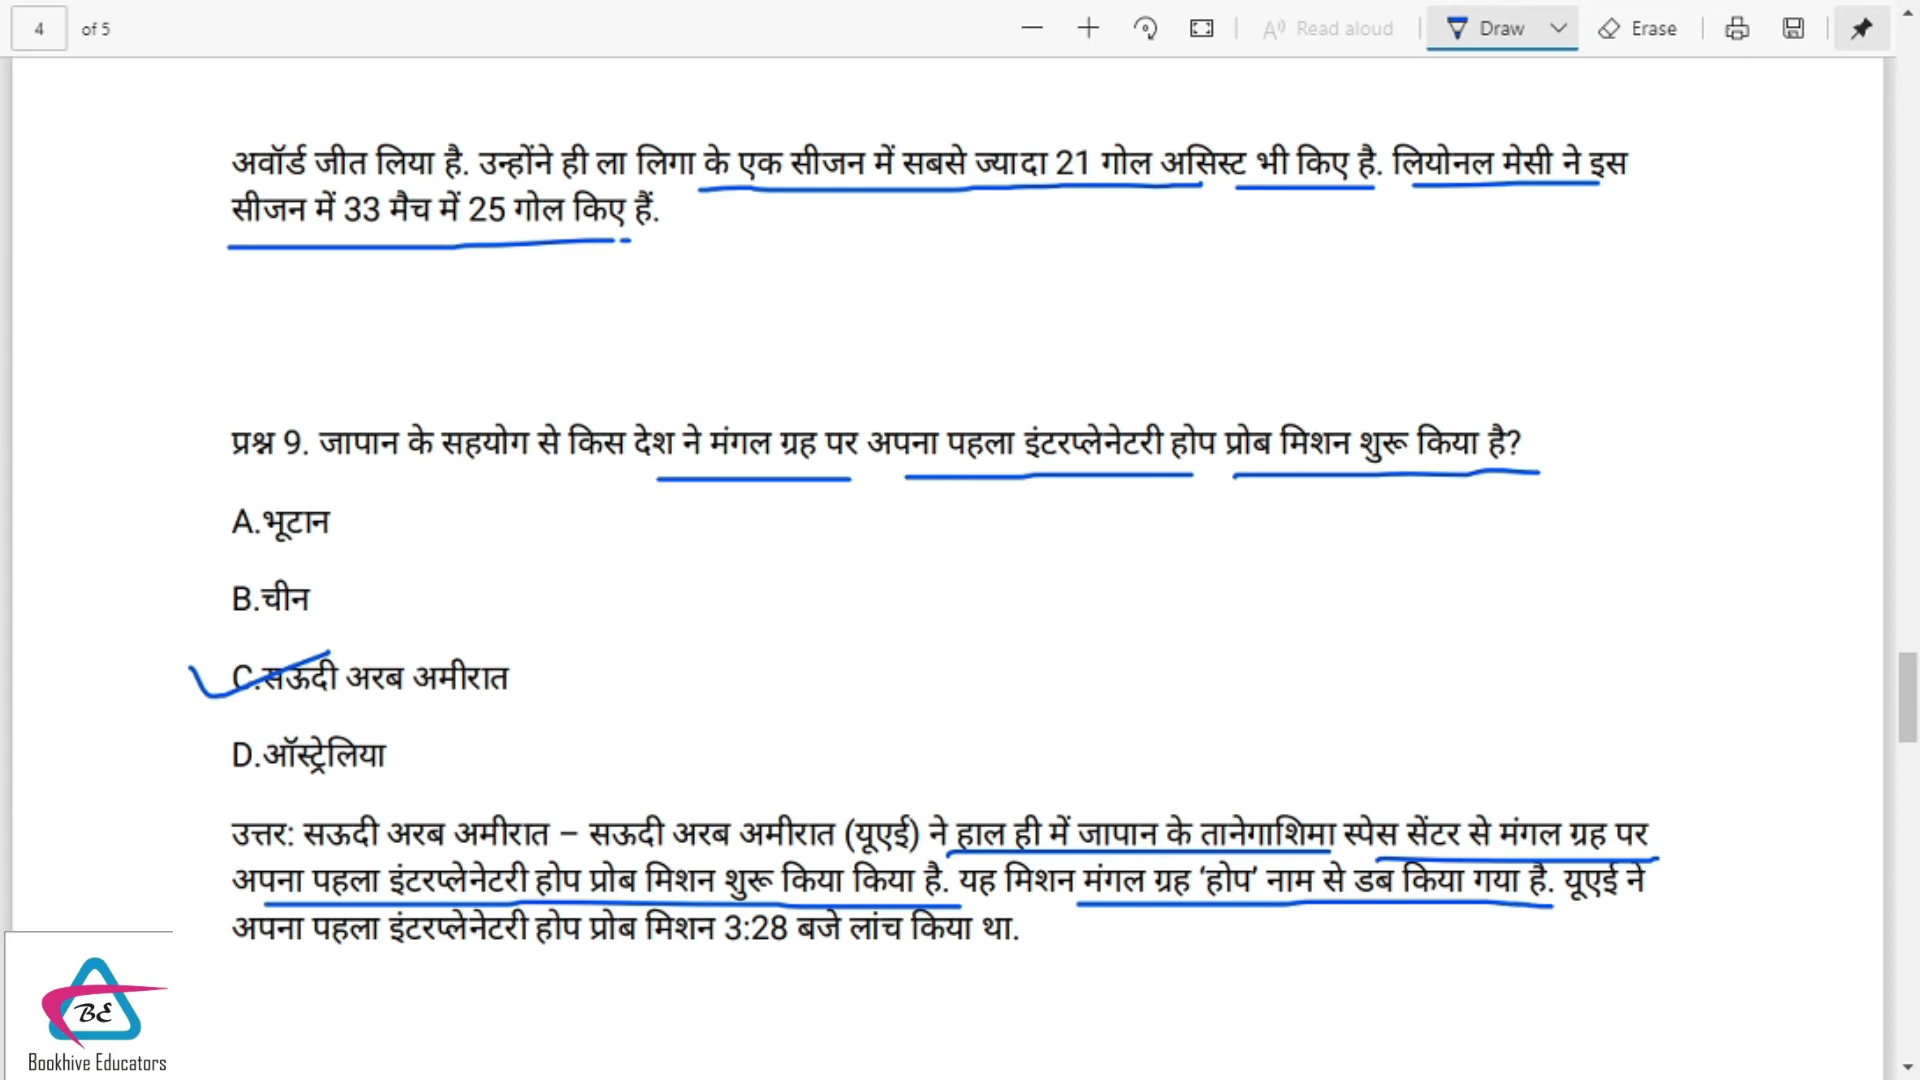 4 of 5 Read aloud Draw Erase
अवॉर्ड जीत लिया है. उन्होंने ही ला लिगा के एक सीजन में सबसे ज्यादा 21 गोल असिस्ट भी किए है. लियोनल मेसी ने इस
सीजन में 33 मैच में 25 गोल किए हैं.
प्रश्न 9. जापान के सहयोग से किस देश ने मंगल ग्रह पर अपना पहला इंटरप्लेनेटरी होप प्रोब मिशन शुरू किया है?
A.भूटान
B.चीन
C.सऊदी अरब अमीरात
D.ऑस्ट्रेलिया
उत्तर: सऊदी अरब अमीरात – सऊदी अरब अमीरात (यूएई) ने हाल ही में जापान के तानेगाशिमा स्पेस सेंटर से मंगल ग्रह पर
अपना पहला इंटरप्लेनेटरी होप प्रोब मिशन शुरू किया किया है. यह मिशन मंगल ग्रह ‘होप’ नाम से डब किया गया है. यूएई ने
अपना पहला इंटरप्लेनेटरी होप प्रोब मिशन 3:28 बजे लांच किया था.
BE
Bookhive Educators